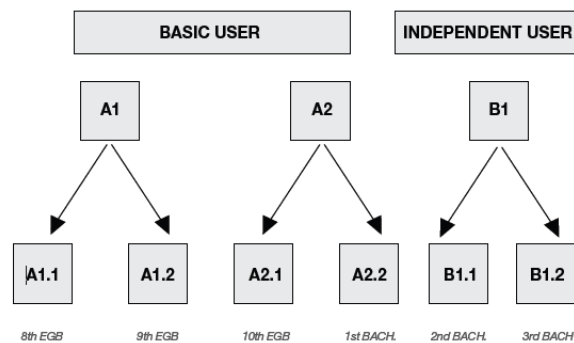 BASIC USER INDEPENDENT USER
A1 A2 B1
A1.1 A1.2 A2.1 A2.2 B1.1 B1.2
8th EGB 9th EGB 10th EGB 1st BACH. 2nd BACH. 3rd BACH